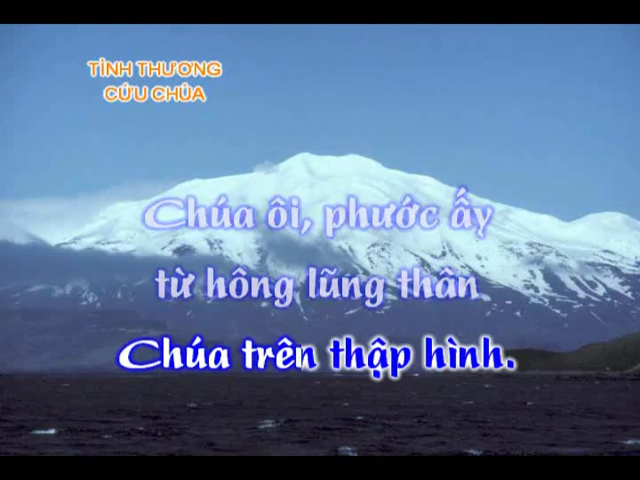 TÌNH THƯƠNG
CỨU CHÚA
Chúa ôi, phước ấy
từ hông lũng thân
Chúa trên thập hình.